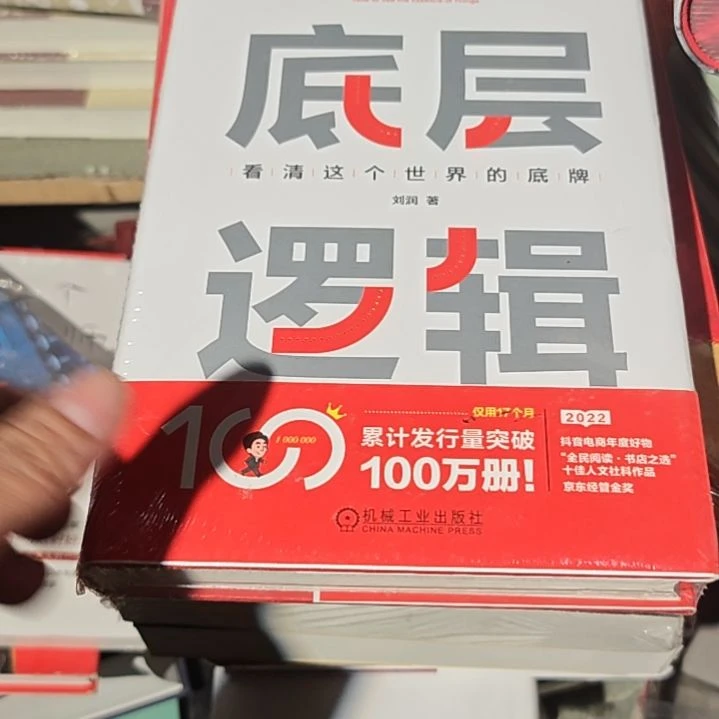 底层
看清这个世界的底牌
刘润 著
逻辑
100
1 000 000
仅用17个月
累计发行量突破
100万册!
2022
抖音电商年度好物
“全民阅读·书店之选”
十佳人文社科作品
京东经营金奖
机械工业出版社
CHINA MACHINE PRESS